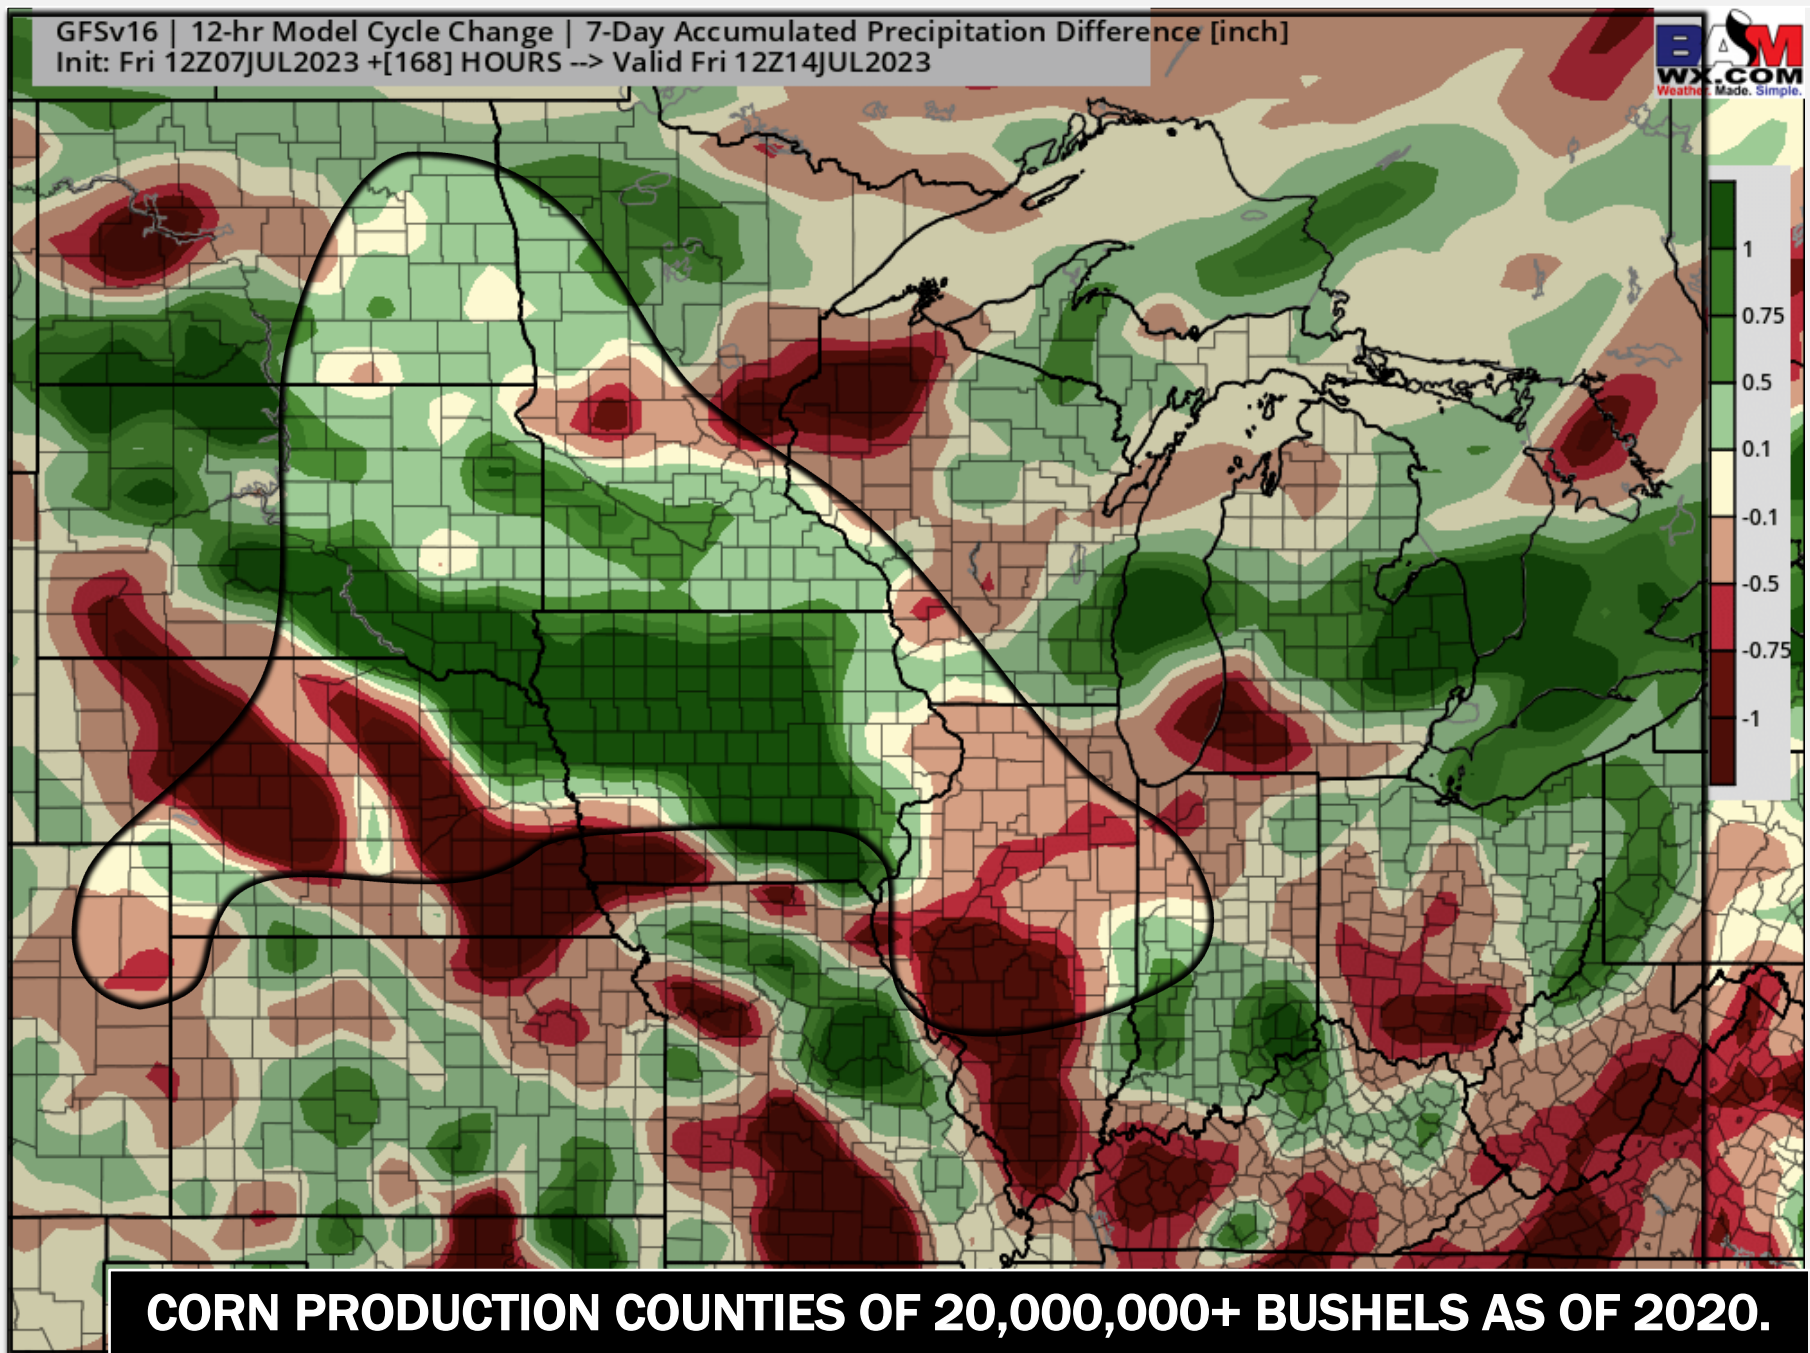 GFSv16 | 12-hr Model Cycle Change | 7-Day Accumulated Precipitation Difference [inch]
Init: Fri 12Z07JUL2023 +[168] HOURS --> Valid Fri 12Z14JUL2023
BAM
WX.COM
Weather. Made. Simple.
1
0.75
0.5
0.1
-0.1
-0.5
-0.75
-1
CORN PRODUCTION COUNTIES OF 20,000,000+ BUSHELS AS OF 2020.